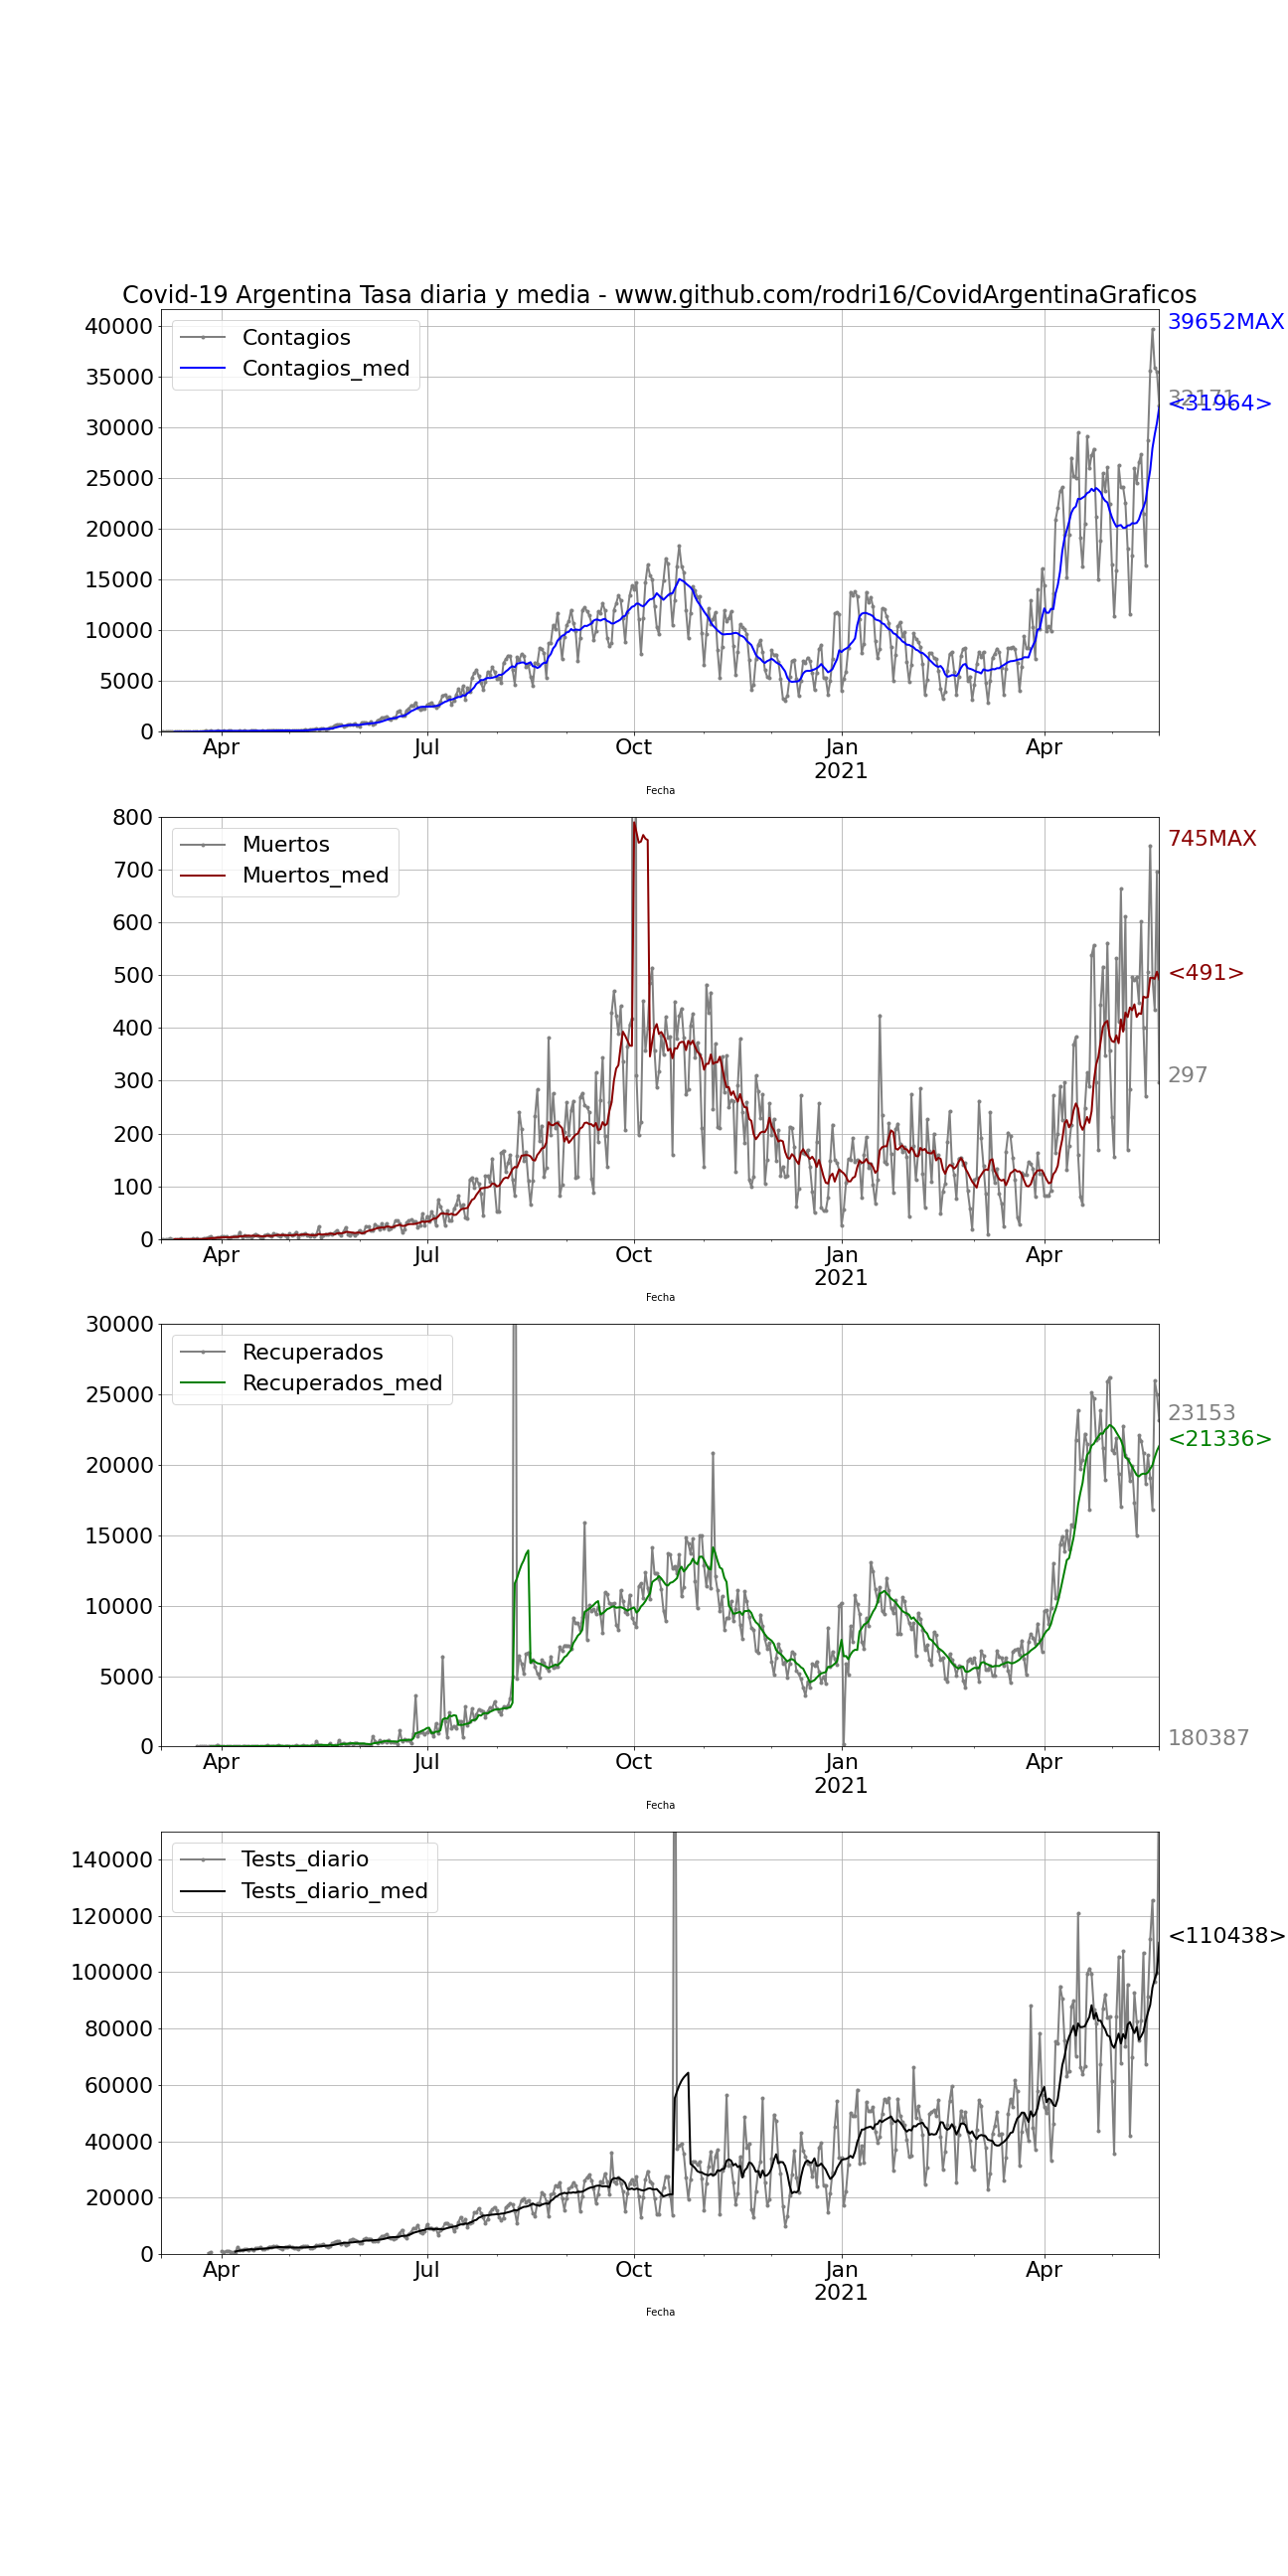 Covid-19 Argentina Tasa diaria y media - www.github.com/rodri16/CovidArgentinaGraficos
40000
35000
30000
25000
20000
15000
10000
5000
0
Contagios
Contagios_med
39652MAX
32171
<31964>
Apr Jul Oct Jan Apr
2021
Fecha
800
700
600
500
400
300
200
100
0
Muertos
Muertos_med
745MAX
<491>
297
Apr Jul Oct Jan Apr
2021
Fecha
30000
25000
20000
15000
10000
5000
0
Recuperados
Recuperados_med
23153
<21336>
180387
Apr Jul Oct Jan Apr
2021
Fecha
140000
120000
100000
80000
60000
40000
20000
0
Tests_diario
Tests_diario_med
<110438>
Apr Jul Oct Jan Apr
2021
Fecha